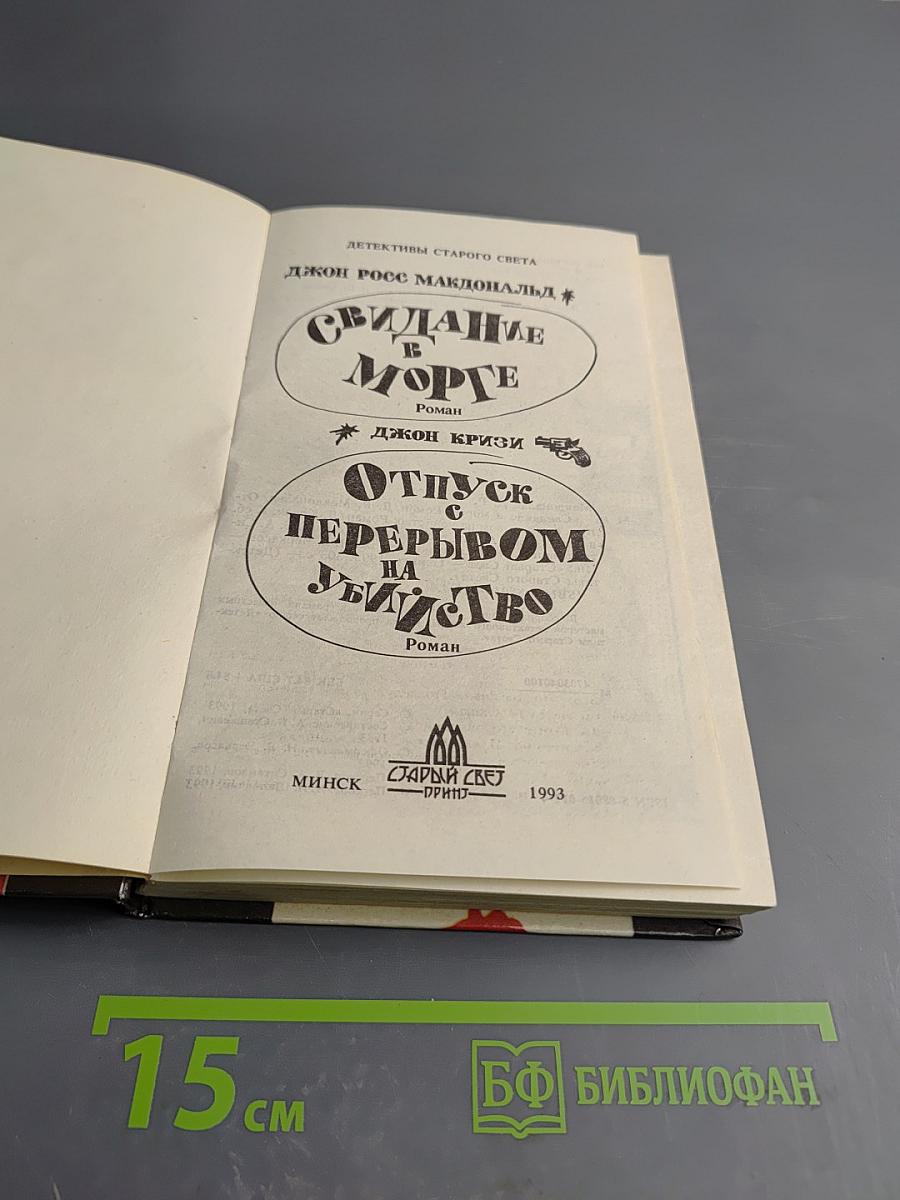 ДЕТЕКТИВЫ СТАРОГО СВЕТА
ДЖОН РОСС МАКДОНАЛЬД
СВИДАНИЕ
В
МОРГЕ
Роман
ДЖОН КРИЗИ
ОТПУСК
С
ПЕРЕРЫВОМ
НА
УБИЙСТВО
Роман
МИНСК
СТАРЫЙ СВЕТ
ПРИНТ
1993
15 см
БФ БИБЛИОФАН